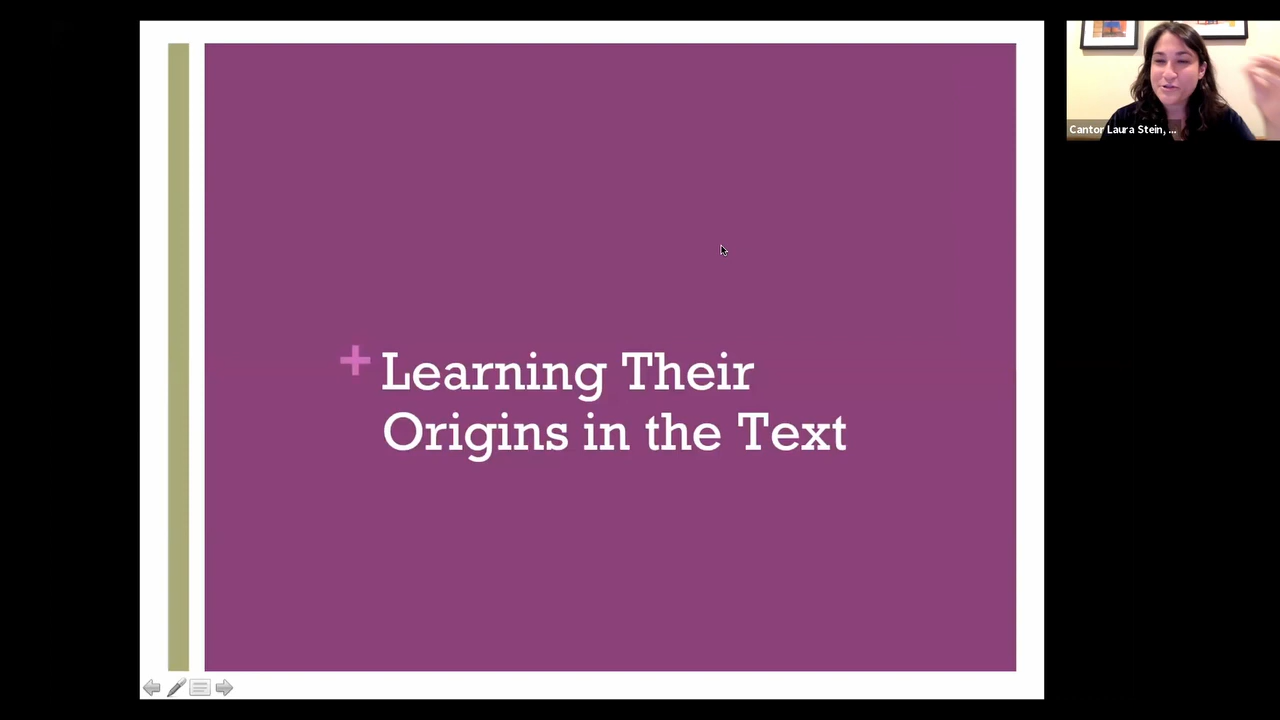 Cantor Laura Stein, ...
+ Learning Their
Origins in the Text